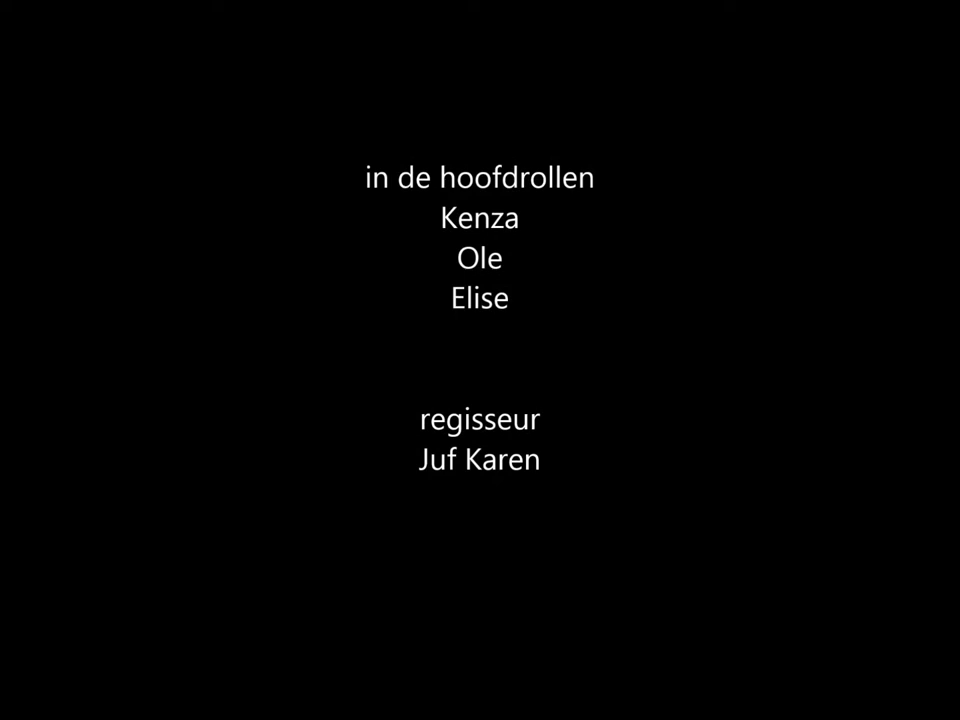 in de hoofdrollen
Kenza
Ole
Elise
regisseur
Juf Karen